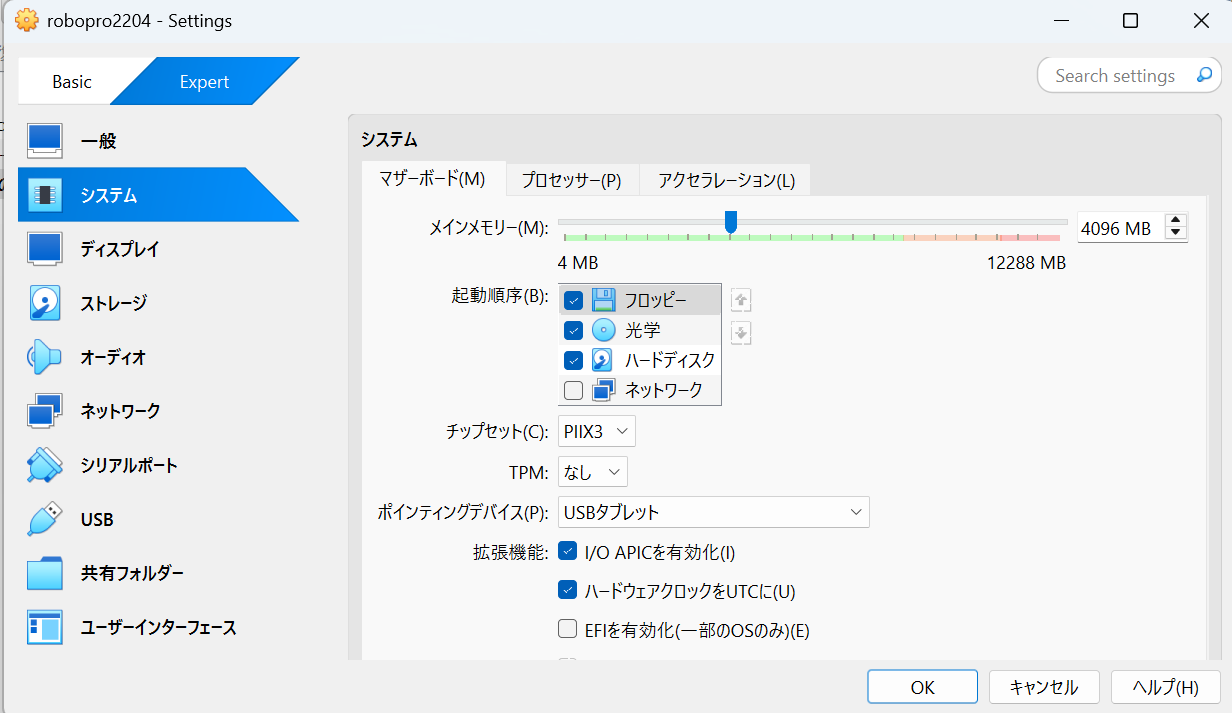 robopro2204 - Settings
Basic
Expert
Search settings
一般
システム
ディスプレイ
ストレージ
オーディオ
ネットワーク
シリアルポート
USB
共有フォルダー
ユーザーインターフェース
システム
マザーボード(M)
プロセッサー(P)
アクセラレーション(L)
メインメモリー(M):
4096 MB
4 MB
12288 MB
起動順序(B):
フロッピー
光学
ハードディスク
ネットワーク
チップセット(C):
PIIX3
TPM:
なし
ポインティングデバイス(P):
USBタブレット
拡張機能:
I/O APICを有効化(I)
ハードウェアクロックをUTCに(U)
EFIを有効化(一部のOSのみ)(E)
OK
キャンセル
ヘルプ(H)